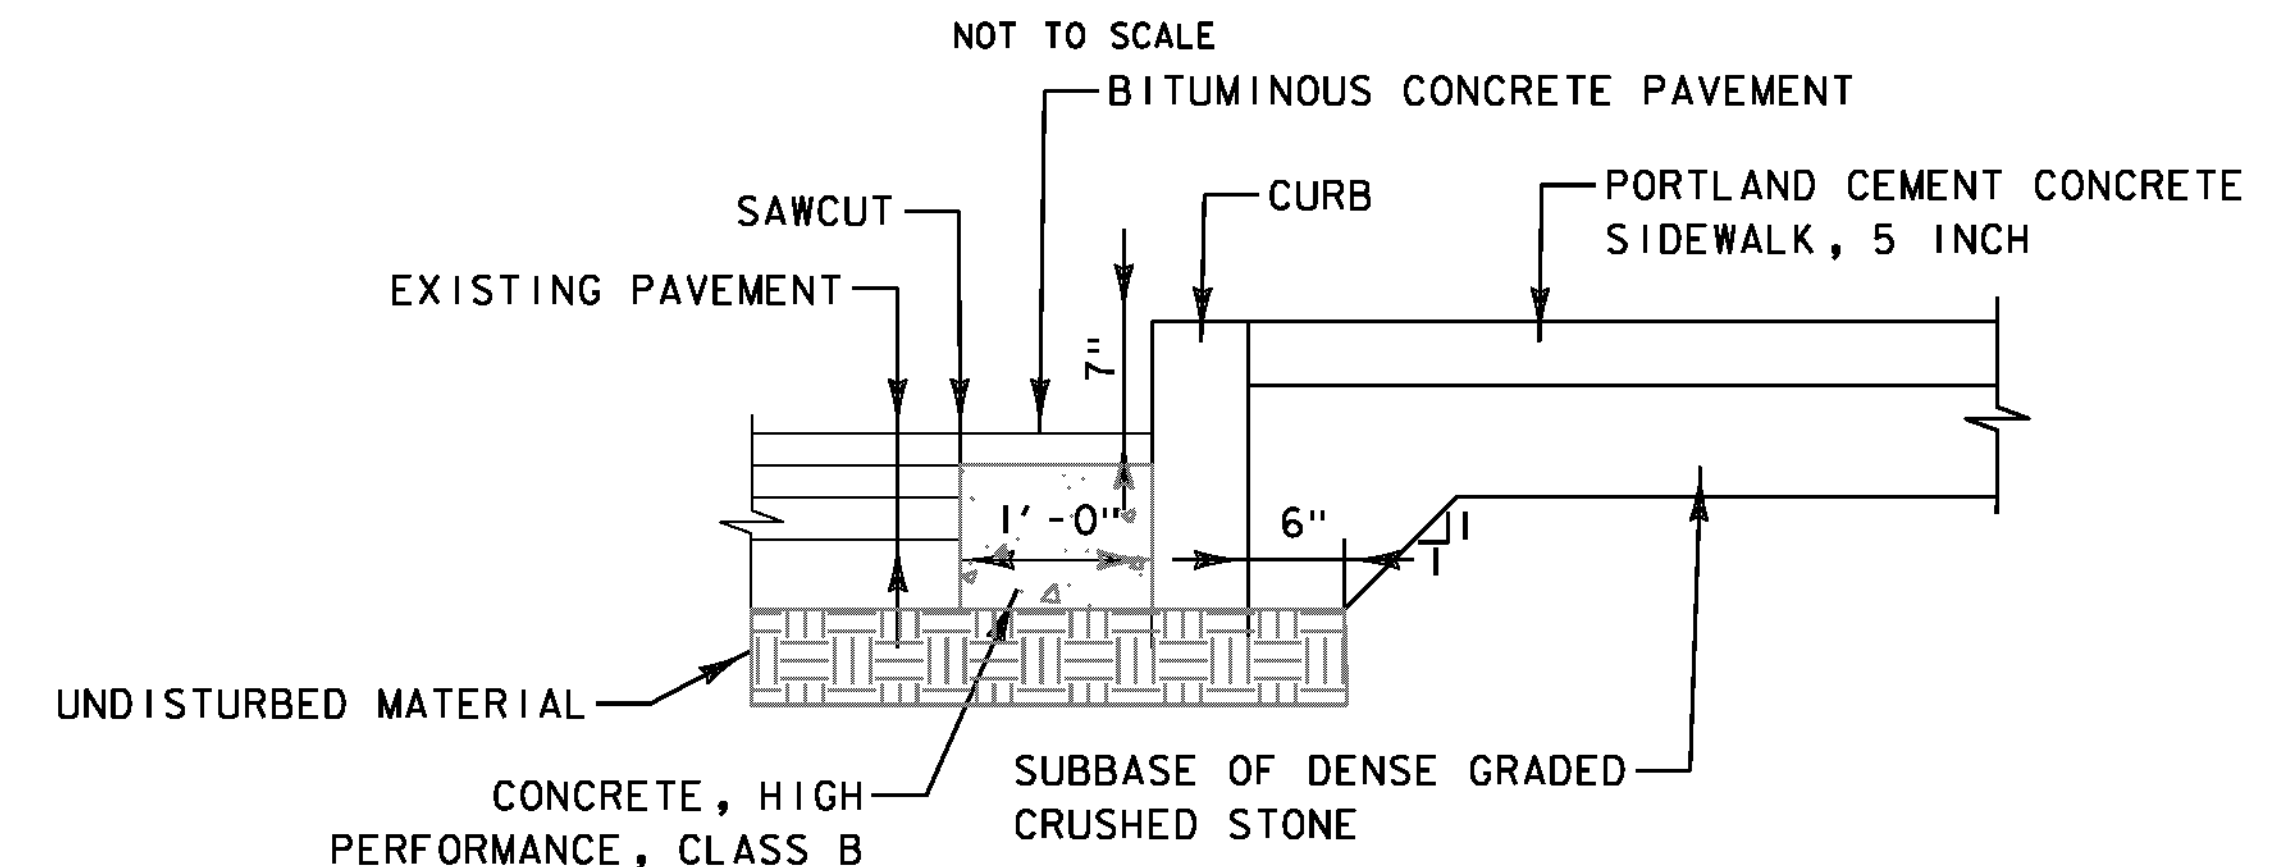 NOT TO SCALE
BITUMINOUS CONCRETE PAVEMENT
SAWCUT
CURB
PORTLAND CEMENT CONCRETE
SIDEWALK, 5 INCH
EXISTING PAVEMENT
7"
1'-0"
6"
1
1
UNDISTURBED MATERIAL
CONCRETE, HIGH
PERFORMANCE, CLASS B
SUBBASE OF DENSE GRADED
CRUSHED STONE